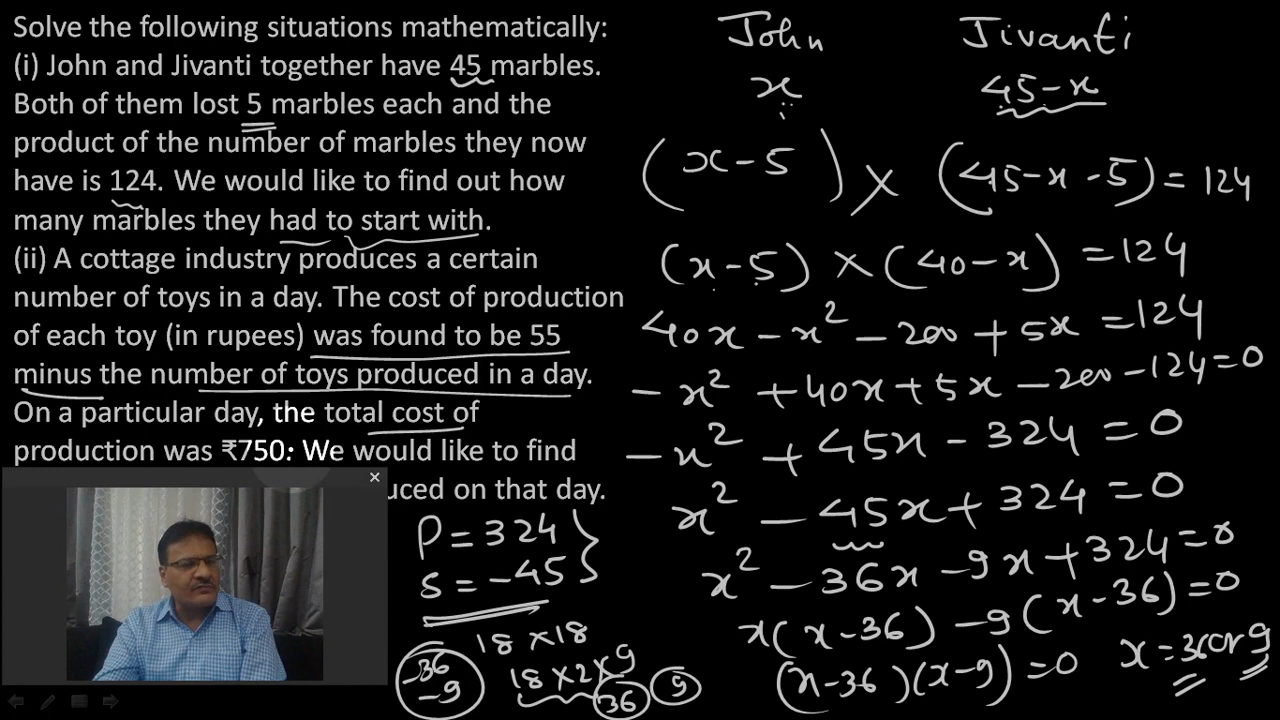 Solve the following situations mathematically:
(i) John and Jivanti together have 45 marbles.
Both of them lost 5 marbles each and the
product of the number of marbles they now
have is 124. We would like to find out how
many marbles they had to start with.
(ii) A cottage industry produces a certain
number of toys in a day. The cost of production
of each toy (in rupees) was found to be 55
minus the number of toys produced in a day.
On a particular day, the total cost of
production was ₹750: We would like to find
uced on that day.
×
P = 324
S = -45
18 × 18
-36
-9
18 × 2 × 9
36 9
John Jivanti
x 45-x
(x-5) × (45-x-5) = 124
(x-5) × (40-x) = 124
40x - x² - 200 + 5x = 124
-x² + 40x + 5x - 200 - 124 = 0
-x² + 45x - 324 = 0
x² - 45x + 324 = 0
x² - 36x - 9x + 324 = 0
x(x-36) - 9(x-36) = 0
(x-36)(x-9) = 0 x = 36 or 9